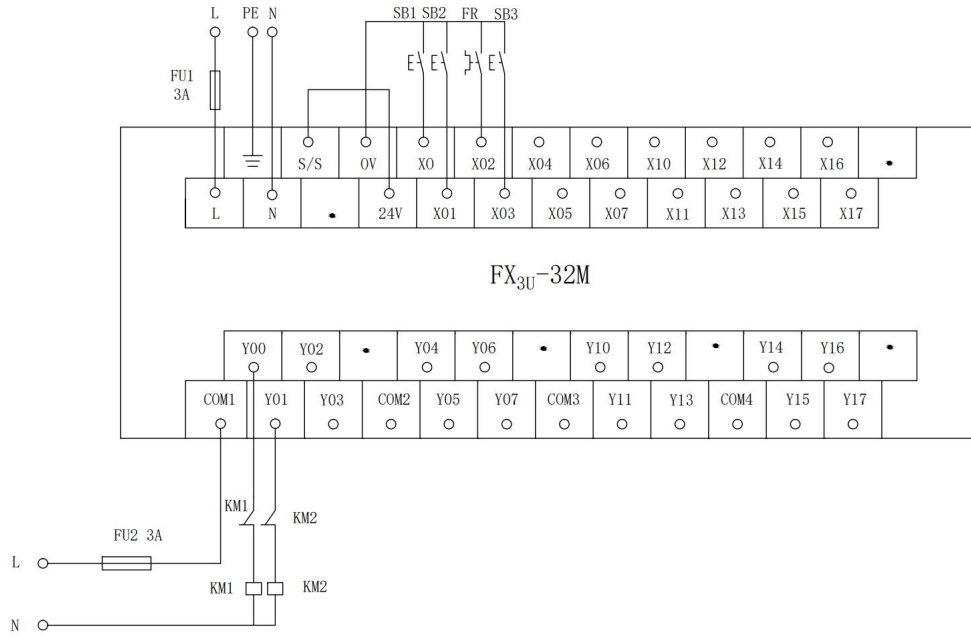 L PE N SB1 SB2 FR SB3
FU1
3A
S/S 0V X0 X02 X04 X06 X10 X12 X14 X16
L N 24V X01 X03 X05 X07 X11 X13 X15 X17
FX3U-32M
Y00 Y02 Y04 Y06 Y10 Y12 Y14 Y16
COM1 Y01 Y03 COM2 Y05 Y07 COM3 Y11 Y13 COM4 Y15 Y17
KM1 KM2
FU2 3A
L
KM1 KM2
N